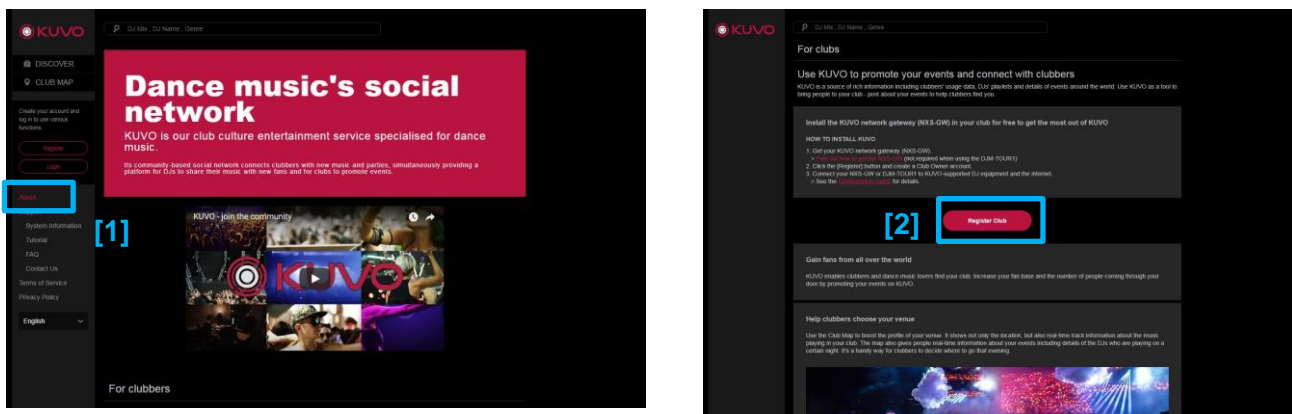 KUVO
DJ Mix , DJ Name , Genre
DISCOVER
CLUB MAP
Create your account and
log in to use various
functions.
Register
Login
About
System Information
Tutorial
FAQ
Contact Us
Terms of Service
Privacy Policy
English
[1]
Dance music's social
network
KUVO is our club culture entertainment service specialised for dance
music.
Its community-based social network connects clubbers with new music and parties, simultaneously providing a
platform for DJs to share their music with new fans and for clubs to promote events.
KUVO - join the community
KUVO
For clubbers
KUVO
DJ Mix , DJ Name , Genre
For clubs
Use KUVO to promote your events and connect with clubbers
KUVO is a source of rich information including clubbers' usage data, DJs' playlists and details of events around the world. Use KUVO as a tool to
bring people to your club - post about your events to help clubbers find you.
Install the KUVO network gateway (NXS-GW) in your club for free to get the most out of KUVO
HOW TO INSTALL KUVO
1. Get your KUVO network gateway (NXS-GW).
> Find out how to get the NXS-GW (not required when using the DJM-TOUR1)
2. Click the [Register] button and create a Club Owner account.
3. Connect your NXS-GW or DJM-TOUR1 to KUVO-supported DJ equipment and the internet.
> See the Connection Guide for details.
[2]
Register Club
Gain fans from all over the world
KUVO enables clubbers and dance music lovers find your club. Increase your fan base and the number of people coming through your
door by promoting your events on KUVO.
Help clubbers choose your venue
Use the Club Map to boost the profile of your venue. It shows not only the location, but also real-time track information about the music
playing in your club. The map also gives people real-time information about your events including details of the DJs who are playing on a
certain night. It's a handy way for clubbers to decide where to go that evening.